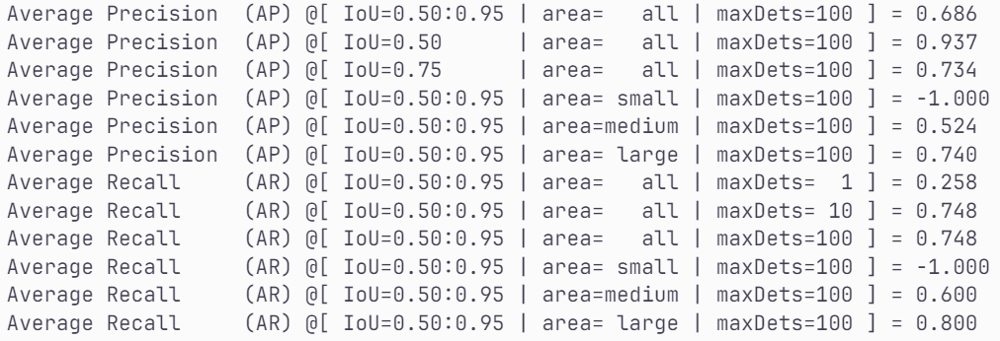 Average Precision  (AP) @[ IoU=0.50:0.95 | area=   all | maxDets=100 ] = 0.686
Average Precision  (AP) @[ IoU=0.50      | area=   all | maxDets=100 ] = 0.937
Average Precision  (AP) @[ IoU=0.75      | area=   all | maxDets=100 ] = 0.734
Average Precision  (AP) @[ IoU=0.50:0.95 | area= small | maxDets=100 ] = -1.000
Average Precision  (AP) @[ IoU=0.50:0.95 | area=medium | maxDets=100 ] = 0.524
Average Precision  (AP) @[ IoU=0.50:0.95 | area= large | maxDets=100 ] = 0.740
Average Recall     (AR) @[ IoU=0.50:0.95 | area=   all | maxDets=  1 ] = 0.258
Average Recall     (AR) @[ IoU=0.50:0.95 | area=   all | maxDets= 10 ] = 0.748
Average Recall     (AR) @[ IoU=0.50:0.95 | area=   all | maxDets=100 ] = 0.748
Average Recall     (AR) @[ IoU=0.50:0.95 | area= small | maxDets=100 ] = -1.000
Average Recall     (AR) @[ IoU=0.50:0.95 | area=medium | maxDets=100 ] = 0.600
Average Recall     (AR) @[ IoU=0.50:0.95 | area= large | maxDets=100 ] = 0.800